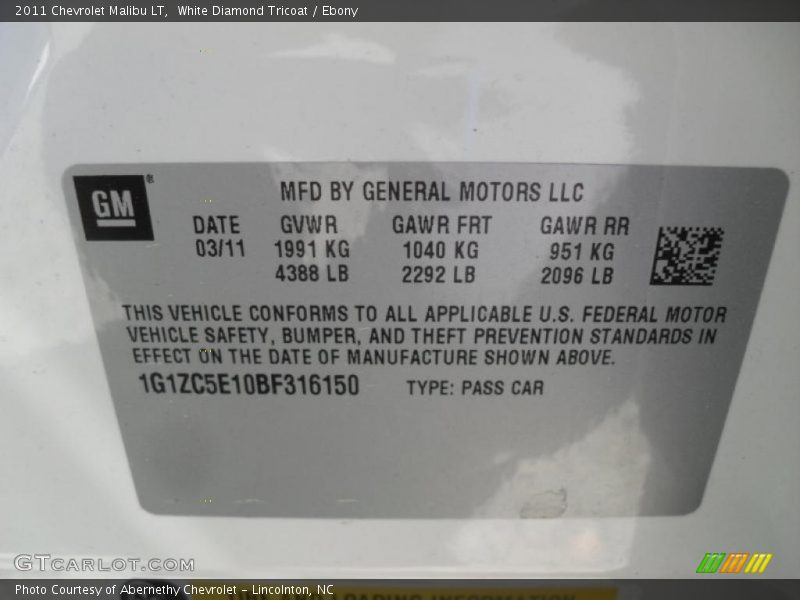 2011 Chevrolet Malibu LT, White Diamond Tricoat / Ebony
GM ®
MFD BY GENERAL MOTORS LLC
DATE GVWR GAWR FRT GAWR RR
03/11 1991 KG 1040 KG 951 KG
4388 LB 2292 LB 2096 LB
THIS VEHICLE CONFORMS TO ALL APPLICABLE U.S. FEDERAL MOTOR
VEHICLE SAFETY, BUMPER, AND THEFT PREVENTION STANDARDS IN
EFFECT ON THE DATE OF MANUFACTURE SHOWN ABOVE.
1G1ZC5E10BF316150 TYPE: PASS CAR
GTCARLOT.COM
Photo Courtesy of Abernethy Chevrolet – Lincolnton, NC